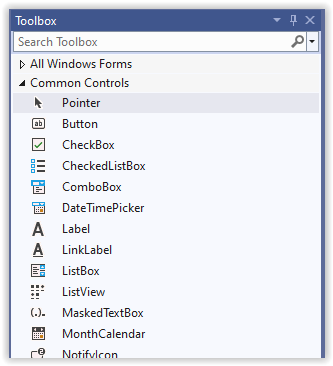 Toolbox
Search Toolbox
All Windows Forms
Common Controls
Pointer
Button
CheckBox
CheckedListBox
ComboBox
DateTimePicker
Label
LinkLabel
ListBox
ListView
MaskedTextBox
MonthCalendar
NotifyIcon